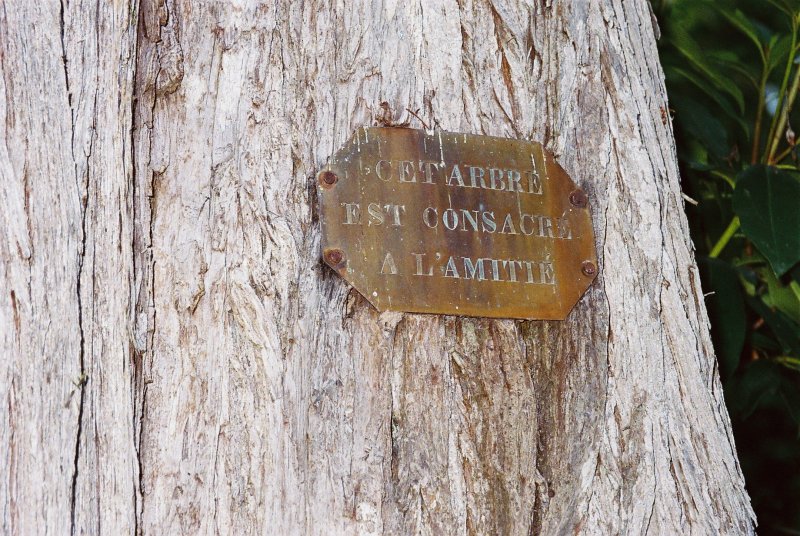 CET ARBRE
EST CONSACRÉ
A L'AMITIÉ